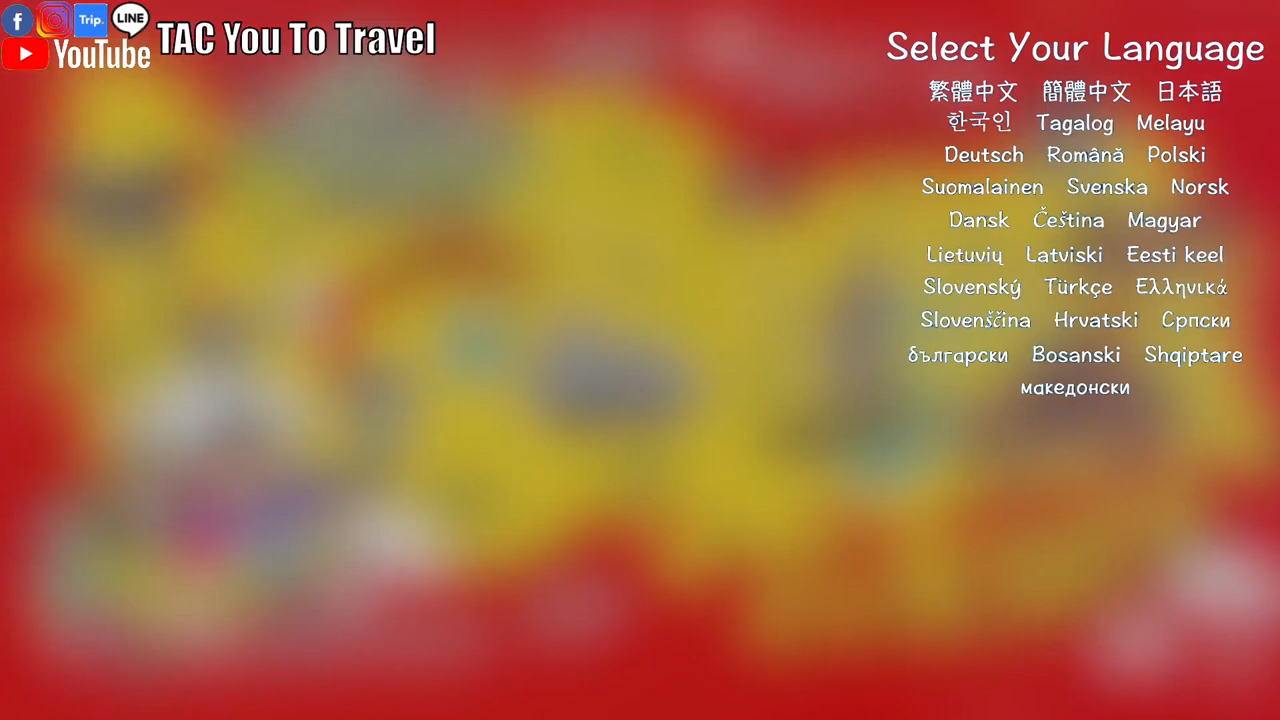 f Trip. LINE
YouTube TAC You To Travel
Select Your Language
繁體中文 簡體中文 日本語
한국인 Tagalog Melayu
Deutsch Română Polski
Suomalainen Svenska Norsk
Dansk Čeština Magyar
Lietuvių Latviski Eesti keel
Slovenský Türkçe Ελληνικά
Slovenščina Hrvatski Српски
български Bosanski Shqiptare
македонски